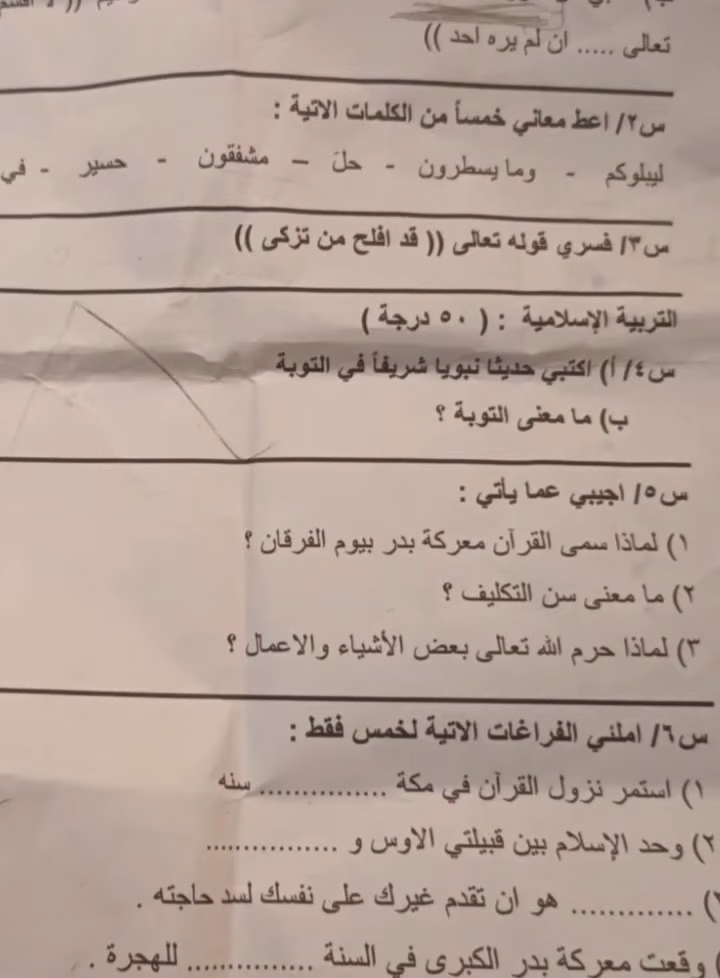 تعالى ..... ان لم يره احد ))
س٢/ اعط معاني خمساً من الكلمات الاتية :
ليبلوكم - وما يسطرون - حلّ - مشفقون - حسير - في
س٣/ فسري قوله تعالى (( قد افلح من تزكى ))
التربية الإسلامية : ( ٥٠ درجة )
س٤/ أ) اكتبي حديثا نبويا شريفاً في التوبة
ب) ما معنى التوبة ؟
س٥/ اجيبي عما يأتي :
١) لماذا سمى القرآن معركة بدر بيوم الفرقان ؟
٢) ما معنى سن التكليف ؟
٣) لماذا حرم الله تعالى بعض الأشياء والاعمال ؟
س٦/ املئي الفراغات الاتية لخمس فقط :
١) استمر نزول القرآن في مكة ............... سنه
٢) وحد الإسلام بين قبيلتي الاوس و ...............
) ............. هو ان تقدم غيرك على نفسك لسد حاجته .
) وقعت معركة بدر الكبرى في السنة .............. للهجرة .